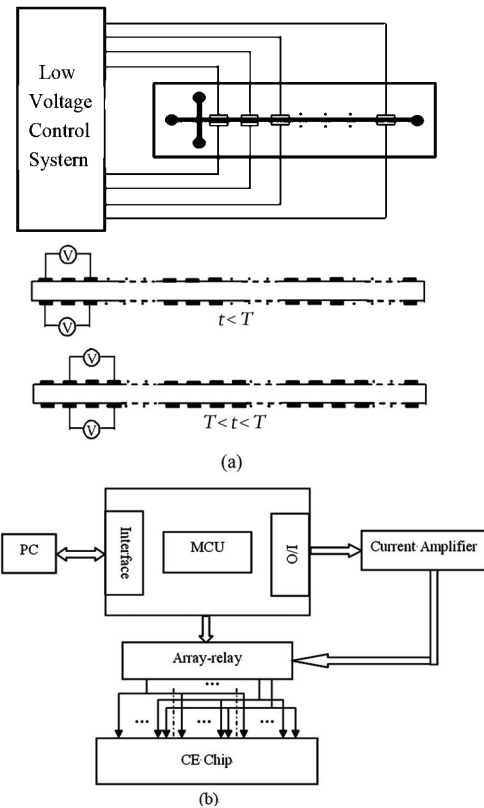 Low
Voltage
Control
System
V
V
t < T
V
V
T < t < T
(a)
PC
Interface
MCU
I/O
Current·Amplifier
Array-relay
...
... ... ... ...
CE·Chip
(b)